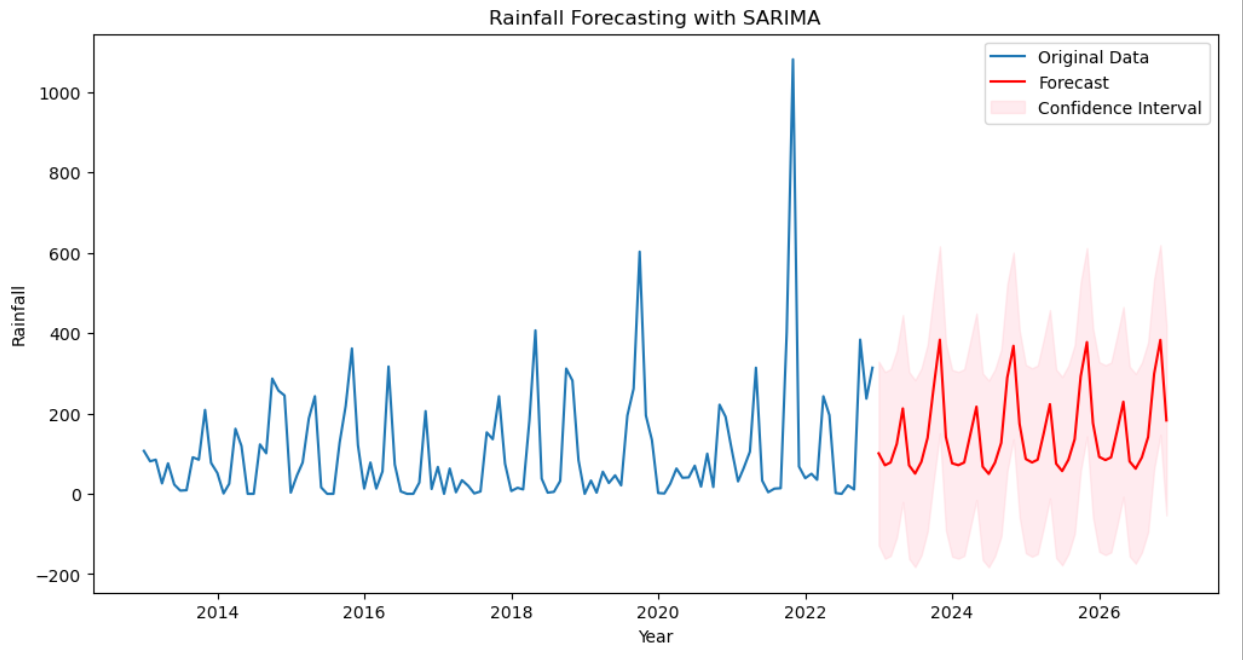 Rainfall Forecasting with SARIMA
Original Data
Forecast
Confidence Interval
1000
800
600
400
200
0
−200
Rainfall
2014 2016 2018 2020 2022 2024 2026
Year